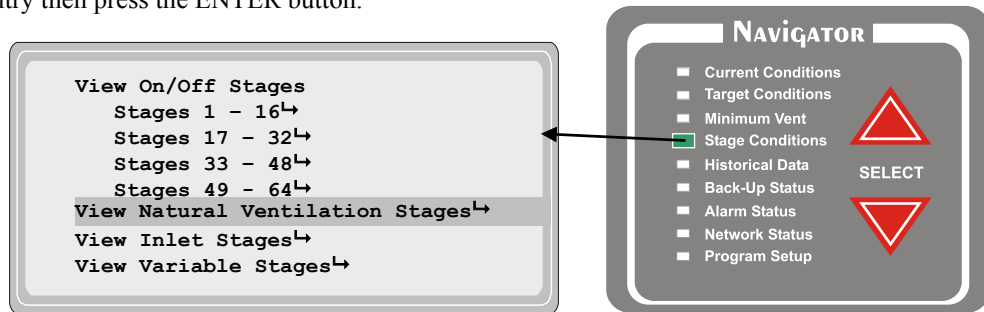 ntry then press the ENTER button.
View On/Off Stages
Stages 1 – 16↳
Stages 17 – 32↳
Stages 33 – 48↳
Stages 49 – 64↳
View Natural Ventilation Stages↳
View Inlet Stages↳
View Variable Stages↳
NAVIGATOR
Current Conditions
Target Conditions
Minimum Vent
Stage Conditions
Historical Data
Back-Up Status
Alarm Status
Network Status
Program Setup
SELECT